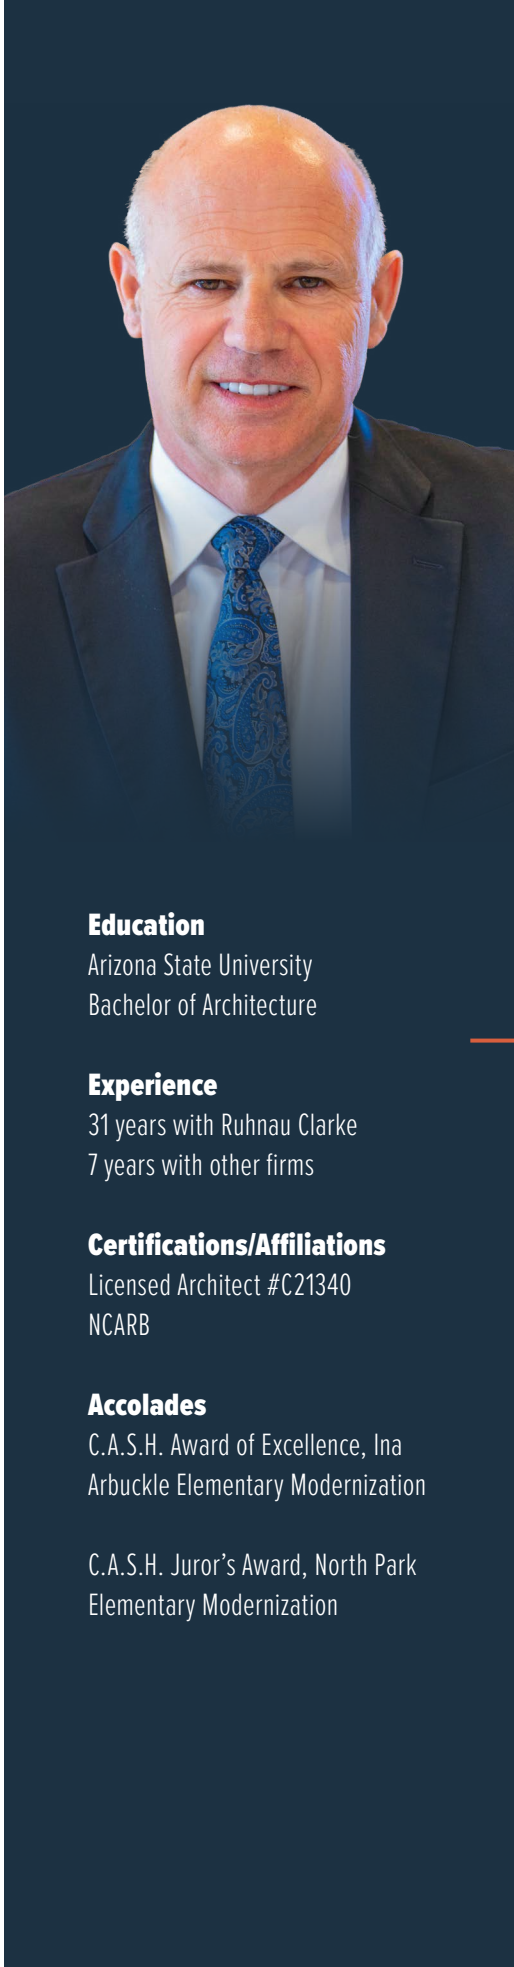 Education
Arizona State University
Bachelor of Architecture
Experience
31 years with Ruhnau Clarke
7 years with other firms
Certifications/Affiliations
Licensed Architect #C21340
NCARB
Accolades
C.A.S.H. Award of Excellence, Ina
Arbuckle Elementary Modernization
C.A.S.H. Juror’s Award, North Park
Elementary Modernization